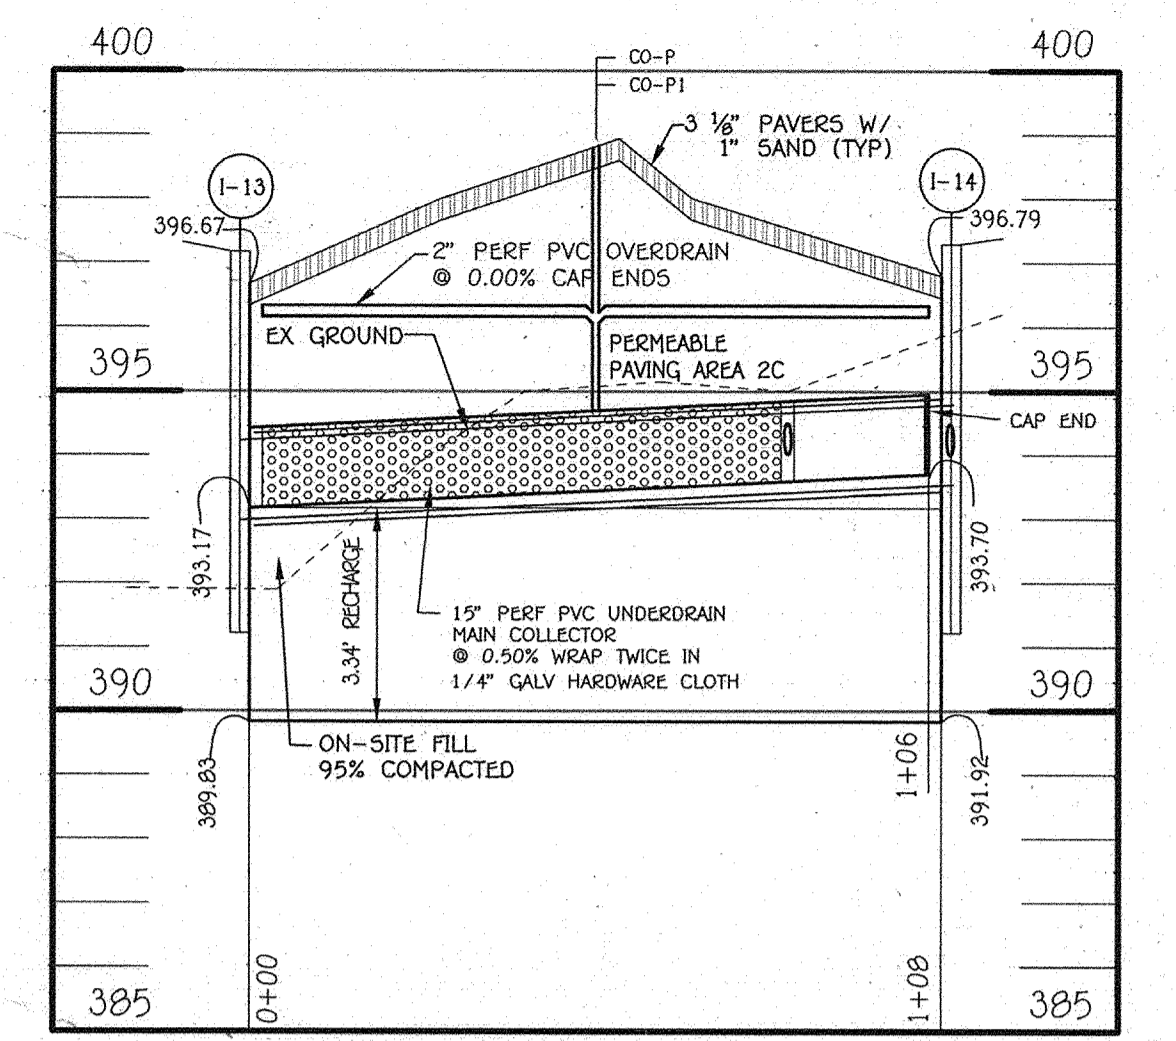 400
400
CO-P
CO-P1
3 ⅛" PAVERS W/
1" SAND (TYP)
I-13
I-14
396.67
396.79
2" PERF PVC OVERDRAIN
@ 0.00% CAP ENDS
EX GROUND
PERMEABLE
PAVING AREA 2C
395
395
CAP END
393.17
393.70
3.34' RECHARGE
15" PERF PVC UNDERDRAIN
MAIN COLLECTOR
@ 0.50% WRAP TWICE IN
1/4" GALV HARDWARE CLOTH
390
390
ON-SITE FILL
95% COMPACTED
389.83
1+06
391.92
0+00
1+08
385
385